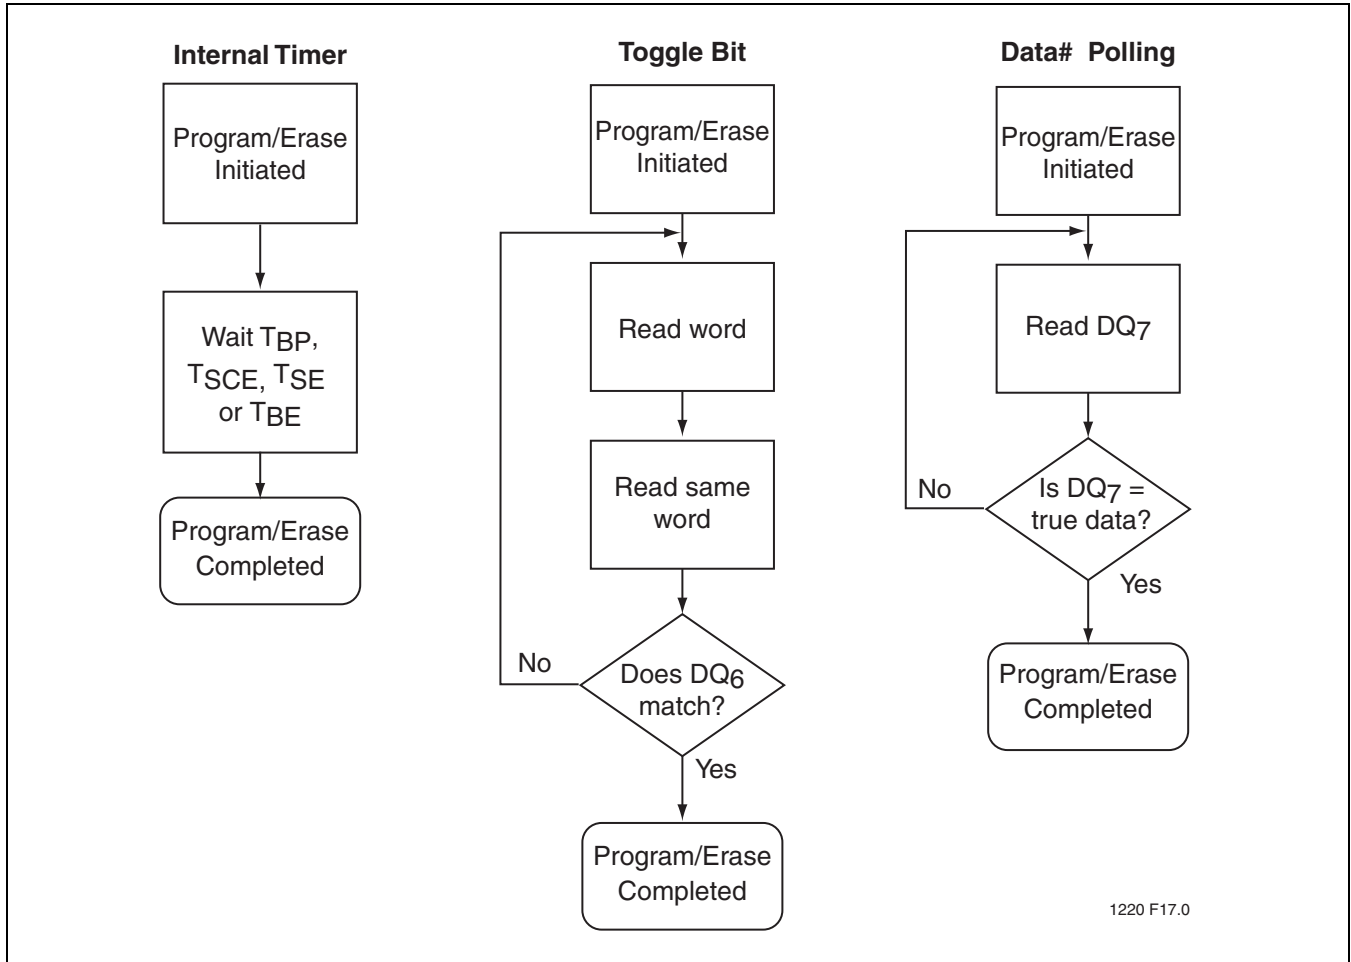 Internal Timer
Program/Erase
Initiated
Wait TBP,
TSCE, TSE
or TBE
Program/Erase
Completed
Toggle Bit
Program/Erase
Initiated
Read word
Read same
word
Does DQ6
match?
No
Yes
Program/Erase
Completed
Data# Polling
Program/Erase
Initiated
Read DQ7
Is DQ7 =
true data?
No
Yes
Program/Erase
Completed
1220 F17.0